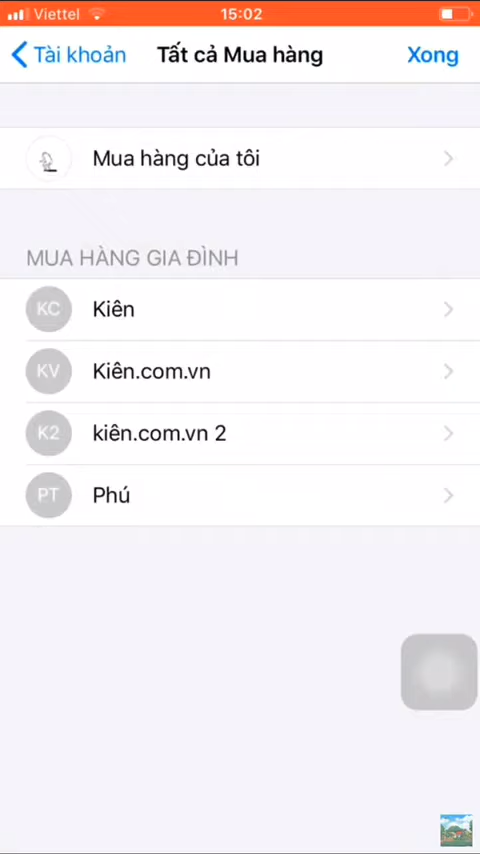 Viettel 15:02
Tài khoản Tất cả Mua hàng Xong
Mua hàng của tôi
MUA HÀNG GIA ĐÌNH
KC Kiên
KV Kiên.com.vn
K2 kiên.com.vn 2
PT Phú